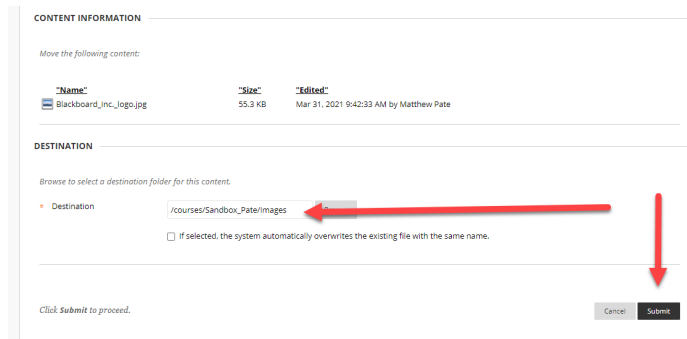 CONTENT INFORMATION
Move the following content:
"Name" "Size" "Edited"
Blackboard_Inc._logo.jpg 55.3 KB Mar 31, 2021 9:42:33 AM by Matthew Pate
DESTINATION
Browse to select a destination folder for this content.
* Destination /courses/Sandbox_Pate/Images
If selected, the system automatically overwrites the existing file with the same name.
Click Submit to proceed. Cancel Submit